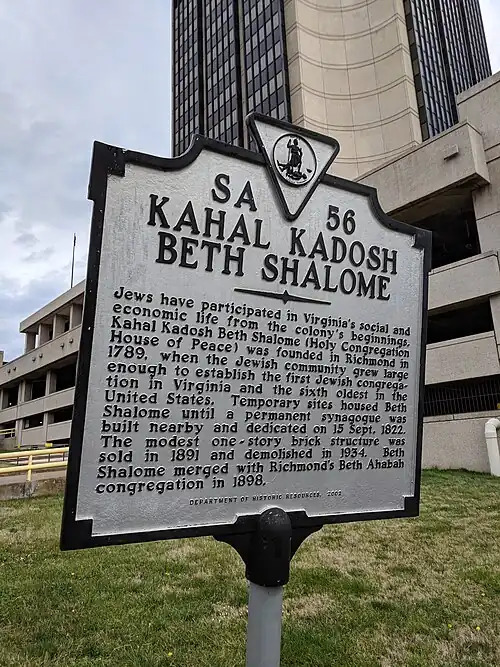 SA 56
KAHAL KADOSH
BETH SHALOME
Jews have participated in Virginia's social and
economic life from the colony's beginnings.
Kahal Kadosh Beth Shalome (Holy Congregation
House of Peace) was founded in Richmond in
1789, when the Jewish community grew large
enough to establish the first Jewish congrega-
tion in Virginia and the sixth oldest in the
United States. Temporary sites housed Beth
Shalome until a permanent synagogue was
built nearby and dedicated on 15 Sept. 1822.
The modest one-story brick structure was
sold in 1891 and demolished in 1934. Beth
Shalome merged with Richmond's Beth Ahabah
congregation in 1898.
DEPARTMENT OF HISTORIC RESOURCES, 2002